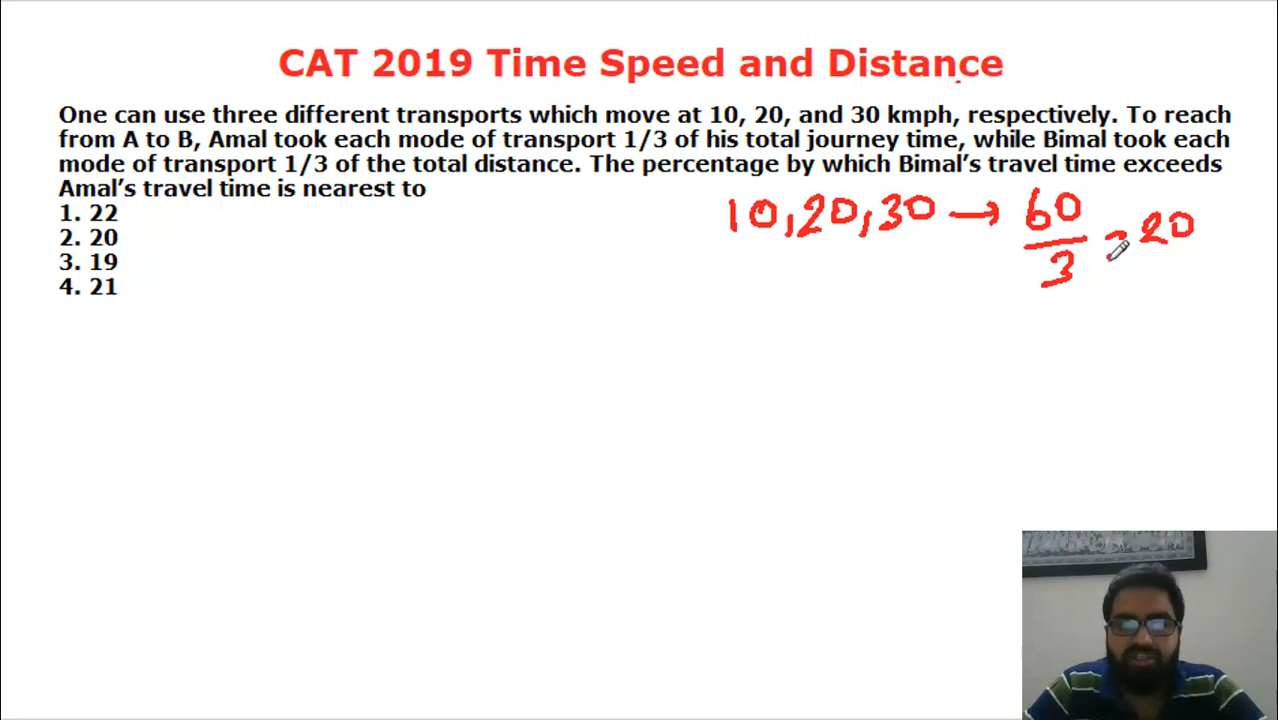 CAT 2019 Time Speed and Distance
One can use three different transports which move at 10, 20, and 30 kmph, respectively. To reach
from A to B, Amal took each mode of transport 1/3 of his total journey time, while Bimal took each
mode of transport 1/3 of the total distance. The percentage by which Bimal’s travel time exceeds
Amal’s travel time is nearest to
1. 22
2. 20
3. 19
4. 21
10,20,30 → 60/3 = 20